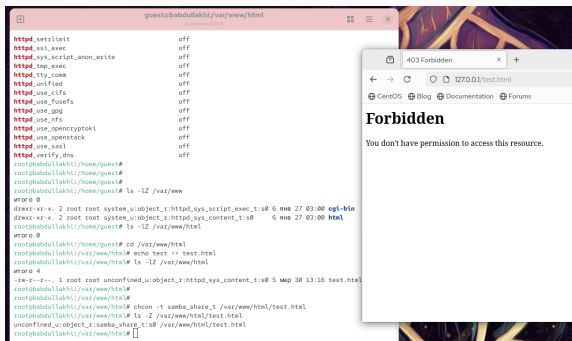 guest@babdullakhi:/var/www/html
/var/www/html
httpd_setrlimit off
httpd_ssi_exec off
httpd_sys_script_anon_write off
httpd_tmp_exec off
httpd_tty_comm off
httpd_unified off
httpd_use_cifs off
httpd_use_fusefs off
httpd_use_gpg off
httpd_use_nfs off
httpd_use_opencryptoki off
httpd_use_openstack off
httpd_use_sasl off
httpd_verify_dns off
root@babdullakhi:/home/guest#
root@babdullakhi:/home/guest#
root@babdullakhi:/home/guest#
root@babdullakhi:/home/guest# ls -lZ /var/www
итого 0
drwxr-xr-x. 2 root root system_u:object_r:httpd_sys_script_exec_t:s0 6 янв 27 03:00 cgi-bin
drwxr-xr-x. 2 root root system_u:object_r:httpd_sys_content_t:s0 6 янв 27 03:00 html
root@babdullakhi:/home/guest# ls -lZ /var/www/html
итого 0
root@babdullakhi:/home/guest# cd /var/www/html
root@babdullakhi:/var/www/html# echo test >> test.html
root@babdullakhi:/var/www/html# ls -lZ /var/www/html
итого 4
-rw-r--r--. 1 root root unconfined_u:object_r:httpd_sys_content_t:s0 5 мар 30 13:16 test.html
root@babdullakhi:/var/www/html#
root@babdullakhi:/var/www/html#
root@babdullakhi:/var/www/html# chcon -t samba_share_t /var/www/html/test.html
root@babdullakhi:/var/www/html# ls -Z /var/www/html/test.html
unconfined_u:object_r:samba_share_t:s0 /var/www/html/test.html
root@babdullakhi:/var/www/html#
403 Forbidden
127.0.0.1/test.html
CentOS Blog Documentation Forums
Forbidden
You don't have permission to access this resource.